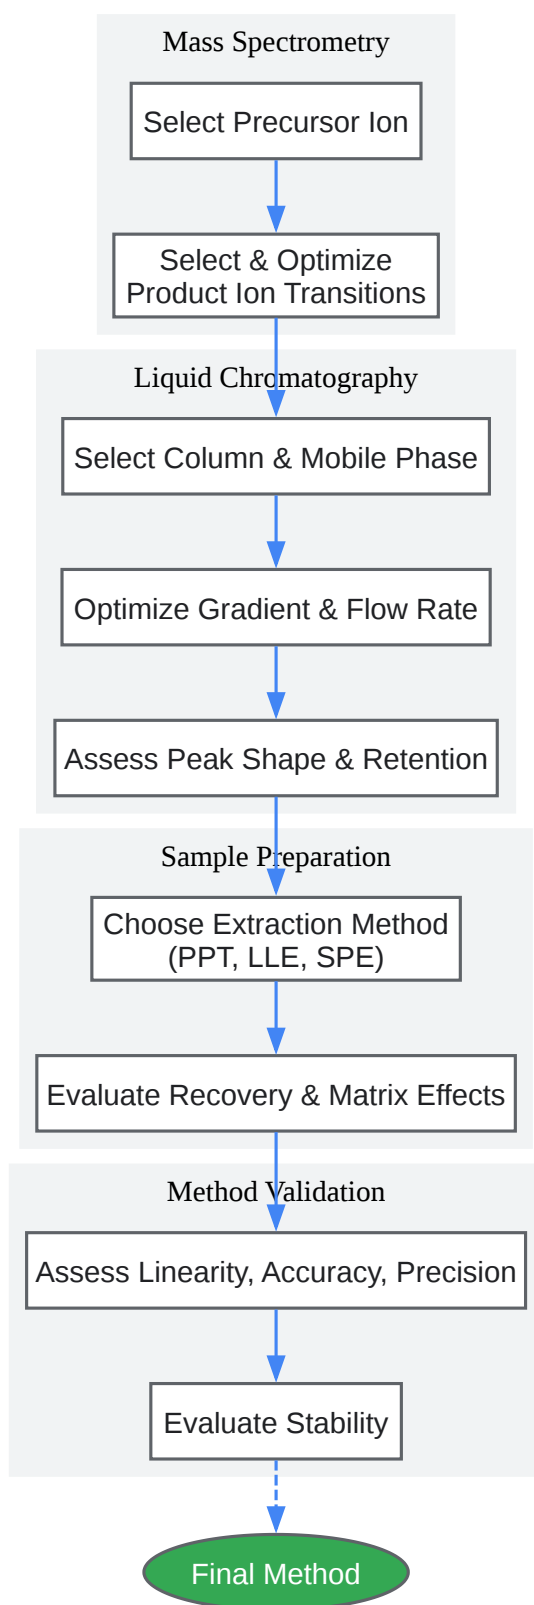 Mass Spectrometry
Select Precursor Ion
Select & Optimize
Product Ion Transitions
Liquid Chromatography
Select Column & Mobile Phase
Optimize Gradient & Flow Rate
Assess Peak Shape & Retention
Sample Preparation
Choose Extraction Method
(PPT, LLE, SPE)
Evaluate Recovery & Matrix Effects
Method Validation
Assess Linearity, Accuracy, Precision
Evaluate Stability
Final Method